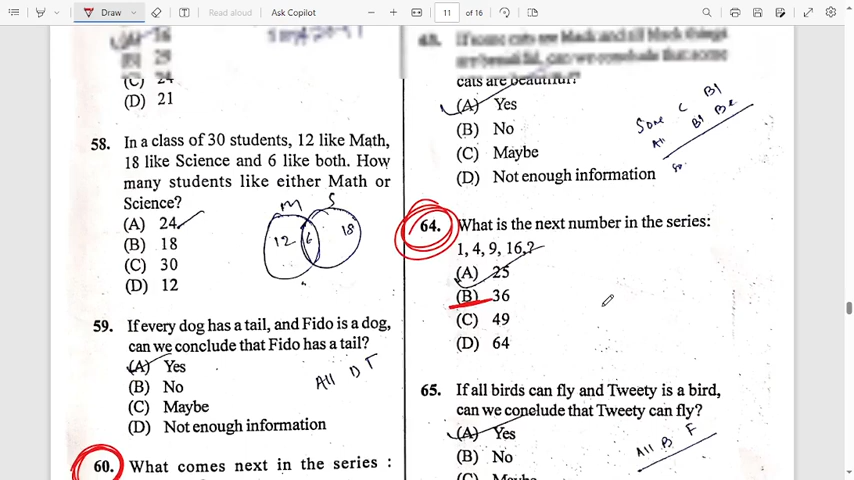 Draw
Read aloud
Ask Copilot
11 of 16
(C) 24
(D) 21
58. In a class of 30 students, 12 like Math,
18 like Science and 6 like both. How
many students like either Math or
Science?
(A) 24
(B) 18
(C) 30
(D) 12
M S
12 6 18
59. If every dog has a tail, and Fido is a dog,
can we conclude that Fido has a tail?
(A) Yes
(B) No
(C) Maybe
(D) Not enough information
All D T
60. What comes next in the series :
cats are beautiful?
(A) Yes
(B) No
(C) Maybe
(D) Not enough information
Some C Bl
All Bl Be
So
64. What is the next number in the series:
1, 4, 9, 16,?
(A) 25
(B) 36
(C) 49
(D) 64
65. If all birds can fly and Tweety is a bird,
can we conclude that Tweety can fly?
(A) Yes
(B) No
(C) Maybe
All B F